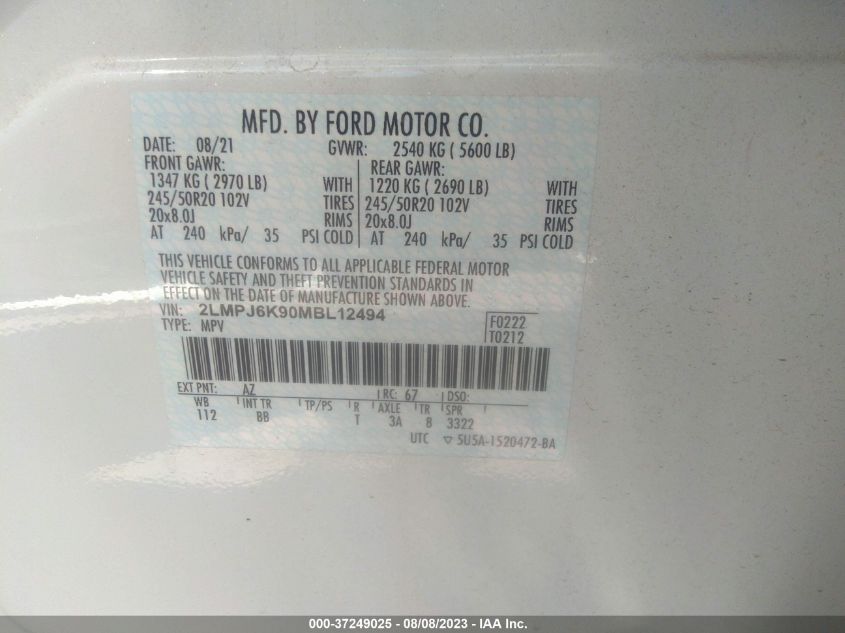 MFD. BY FORD MOTOR CO.
DATE: 08/21 GVWR: 2540 KG ( 5600 LB)
FRONT GAWR: REAR GAWR:
1347 KG ( 2970 LB) WITH 1220 KG ( 2690 LB) WITH
245/50R20 102V TIRES 245/50R20 102V TIRES
20x8.0J RIMS 20x8.0J RIMS
AT 240 kPa/ 35 PSI COLD AT 240 kPa/ 35 PSI COLD
THIS VEHICLE CONFORMS TO ALL APPLICABLE FEDERAL MOTOR
VEHICLE SAFETY AND THEFT PREVENTION STANDARDS IN
EFFECT ON THE DATE OF MANUFACTURE SHOWN ABOVE.
VIN: 2LMPJ6K90MBL12494
TYPE: MPV
F0222
T0212
EXT PNT: AZ RC: 67 DSO:
WB INT TR TP/PS R AXLE TR SPR
112 BB T 3A 8 3322
UTC ▽ 5U5A-1520472-BA
000-37249025 - 08/08/2023 - IAA Inc.